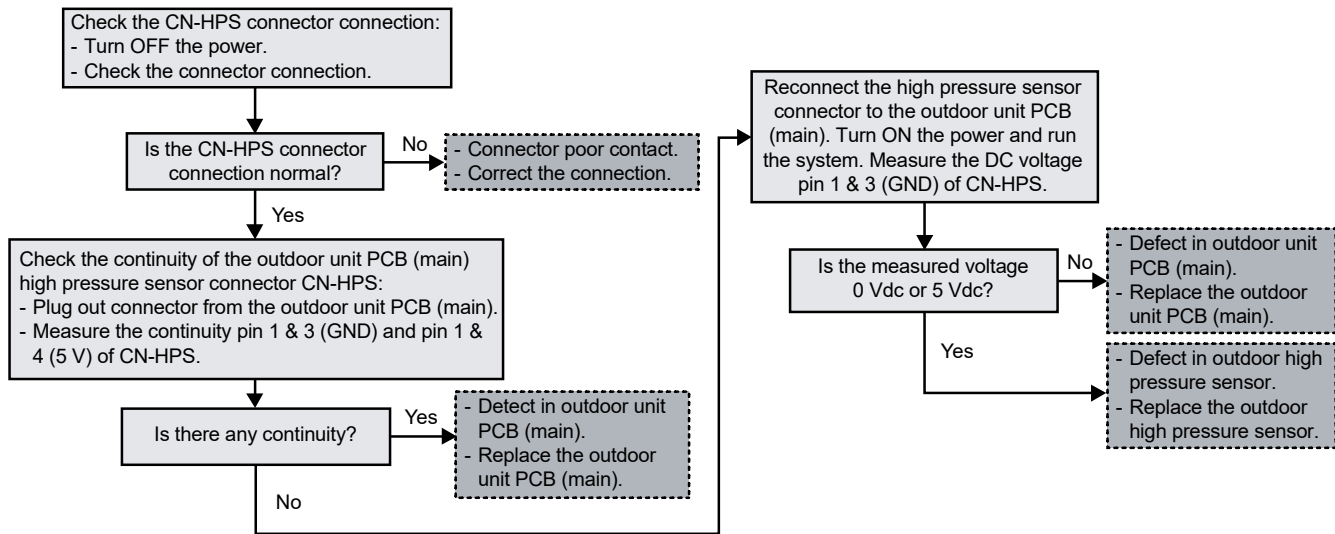 Check the CN-HPS connector connection:
- Turn OFF the power.
- Check the connector connection.
Is the CN-HPS connector
connection normal?
No
- Connector poor contact.
- Correct the connection.
Yes
Check the continuity of the outdoor unit PCB (main)
high pressure sensor connector CN-HPS:
- Plug out connector from the outdoor unit PCB (main).
- Measure the continuity pin 1 & 3 (GND) and pin 1 &
4 (5 V) of CN-HPS.
Is there any continuity?
Yes
- Detect in outdoor unit
PCB (main).
- Replace the outdoor
unit PCB (main).
No
Reconnect the high pressure sensor
connector to the outdoor unit PCB
(main). Turn ON the power and run
the system. Measure the DC voltage
pin 1 & 3 (GND) of CN-HPS.
Is the measured voltage
0 Vdc or 5 Vdc?
No
- Defect in outdoor unit
PCB (main).
- Replace the outdoor
unit PCB (main).
Yes
- Defect in outdoor high
pressure sensor.
- Replace the outdoor
high pressure sensor.